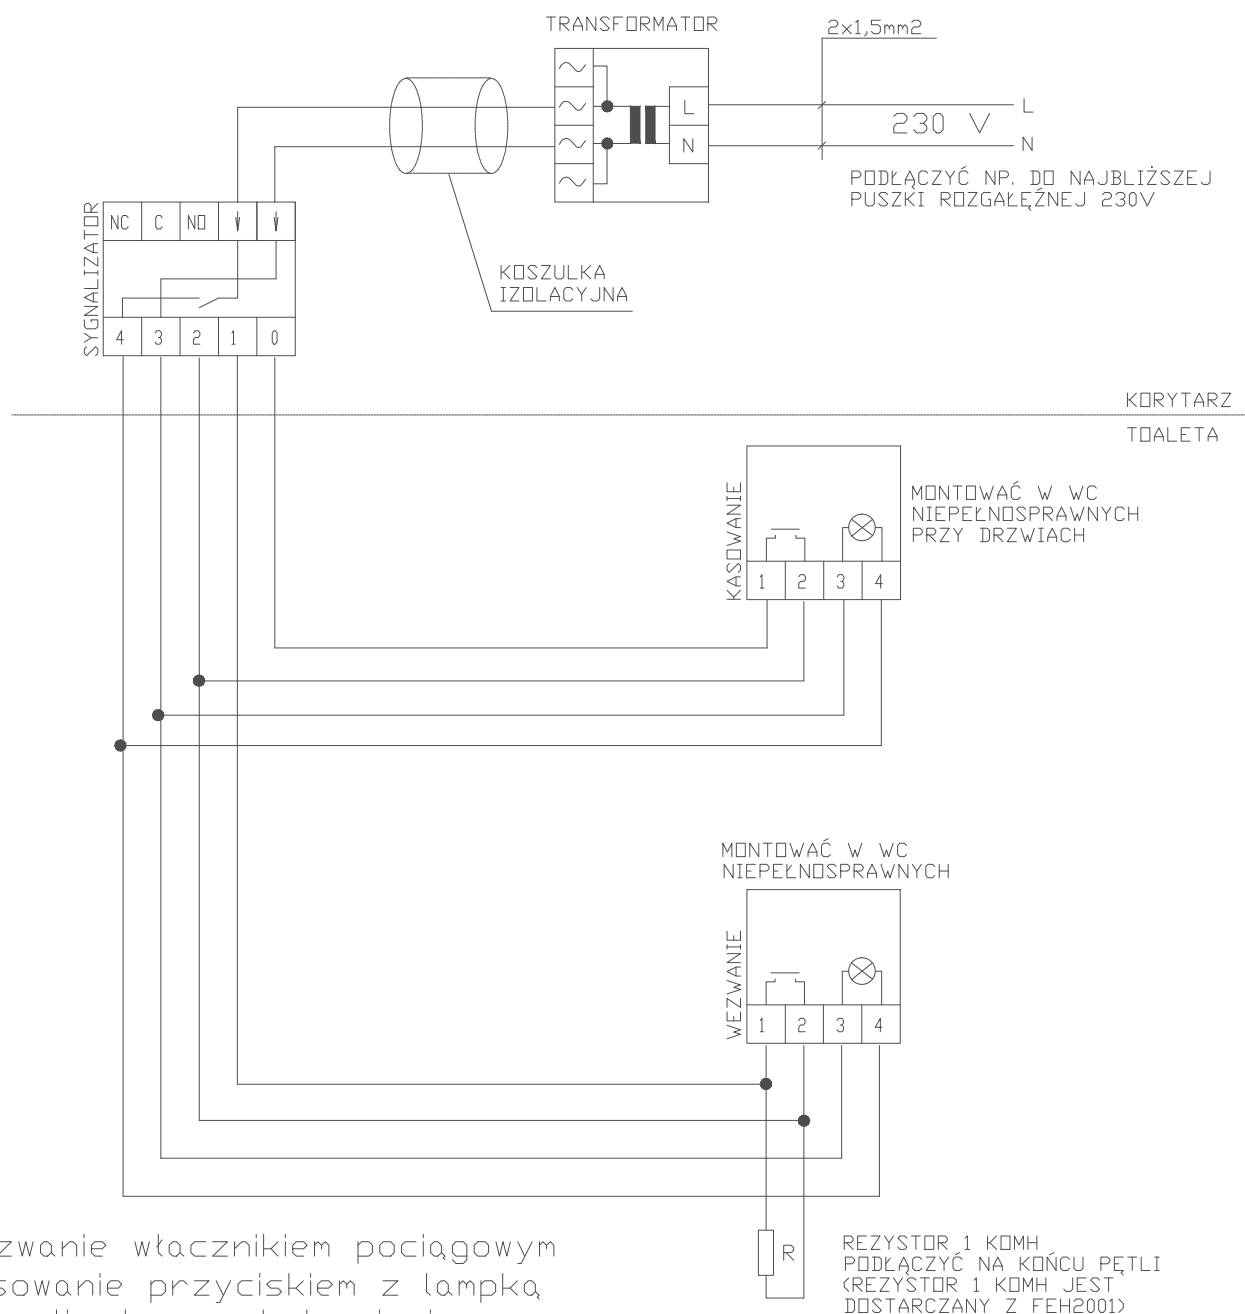 TRANSFORMATOR
2x1,5mm2
~
~
~
~
L
N
L
230 V
N
PODŁĄCZYĆ NP. DO NAJBLIŻSZEJ
PUSZKI ROZGAŁĘŹNEJ 230V
SYGNALIZATOR
NC C NO
KOSZULKA
IZOLACYJNA
4 3 2 1 0
KORYTARZ
TOALETA
KASOWANIE
MONTOWAĆ W WC
NIEPEŁNOSPRAWNYCH
PRZY DRZWIACH
1 2 3 4
MONTOWAĆ W WC
NIEPEŁNOSPRAWNYCH
WEZWANIE
1 2 3 4
zwanie włacznikiem pociągowym
sowanie przyciskiem z lampką
R
REZYSTOR 1 KOMH
PODŁĄCZYĆ NA KOŃCU PĘTLI
(REZYSTOR 1 KOMH JEST
DOSTARCZANY Z FEH2001)